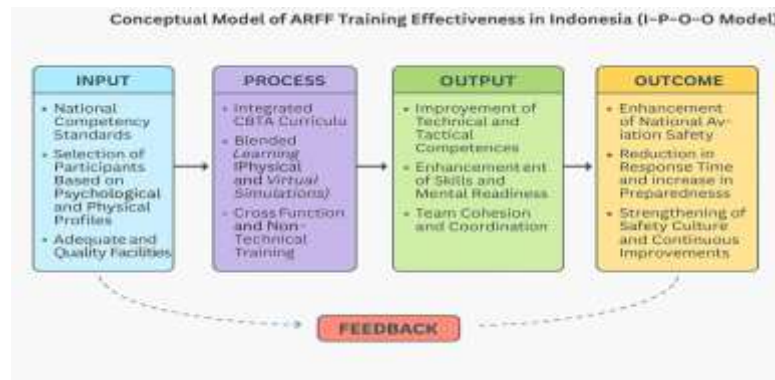 Conceptual Model of ARFF Training Effectiveness in Indonesia (I-P-O-O Model)
INPUT
• National
Competency
Standards
• Selection of
Participants
Based on
Psychological
and Physical
Profiles
• Adequate and
Quality Facilities
PROCESS
• Integrated
CBTA Curriculu
• Blended
Learning
(Physical
and Virtual
Simulations)
• Cross Function
and Non-
Technical
Training
OUTPUT
• Improyement of
Technical and
Tactical
Competences
• Enhancement ent
of Skills and
Mental Readiness
• Team Cohesion
and Coordination
OUTCOME
• Enhancement
of National Av-
iation Safety
• Reduction in
Response Time
and increase in
Preparednesss
• Strengthening of
Safety Culture
and Continuous
Improvements
FEEDBACK